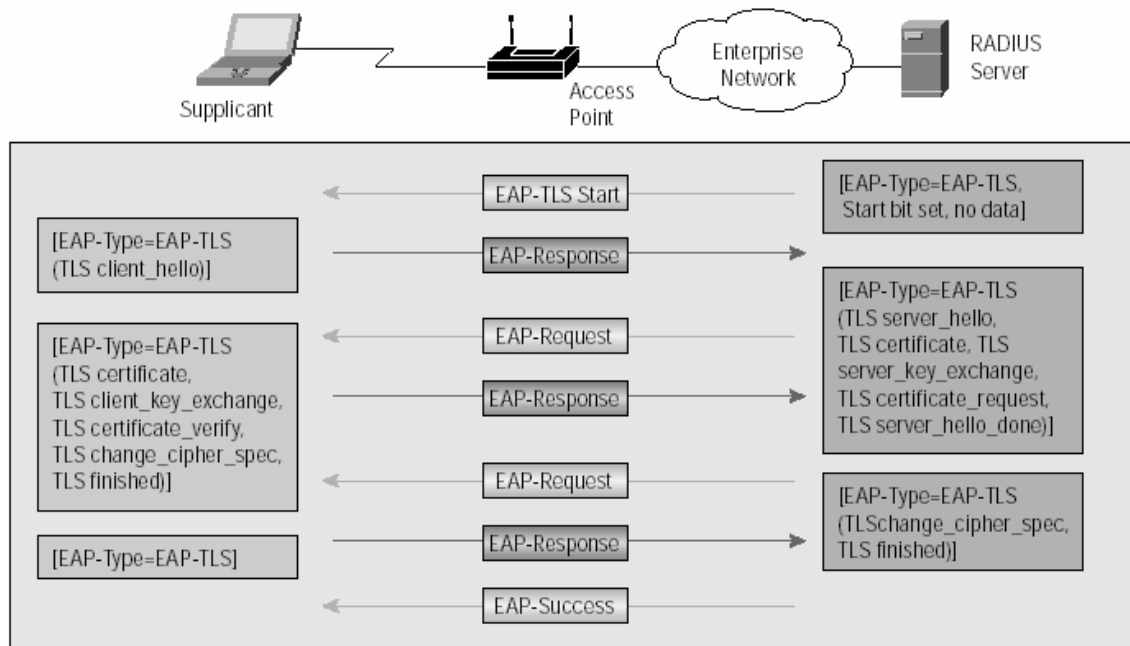 Supplicant
Access
Point
Enterprise
Network
RADIUS
Server
EAP-TLS Start
[EAP-Type=EAP-TLS,
Start bit set, no data]
[EAP-Type=EAP-TLS
(TLS client_hello)]
EAP-Response
EAP-Request
[EAP-Type=EAP-TLS
(TLS server_hello,
TLS certificate, TLS
server_key_exchange,
TLS certificate_request,
TLS server_hello_done)]
[EAP-Type=EAP-TLS
(TLS certificate,
TLS client_key_exchange,
TLS certificate_verify,
TLS change_cipher_spec,
TLS finished)]
EAP-Response
EAP-Request
[EAP-Type=EAP-TLS
(TLSchange_cipher_spec,
TLS finished)]
[EAP-Type=EAP-TLS]
EAP-Response
EAP-Success